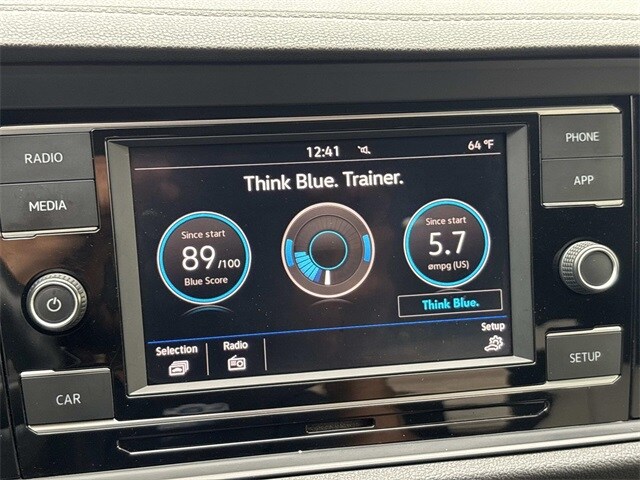 RADIO
MEDIA
CAR
12:41
64 °F
Think Blue. Trainer.
Since start
89 /100
Blue Score
Since start
5.7
ømpg (US)
Think Blue.
Selection
Radio
Setup
PHONE
APP
SETUP